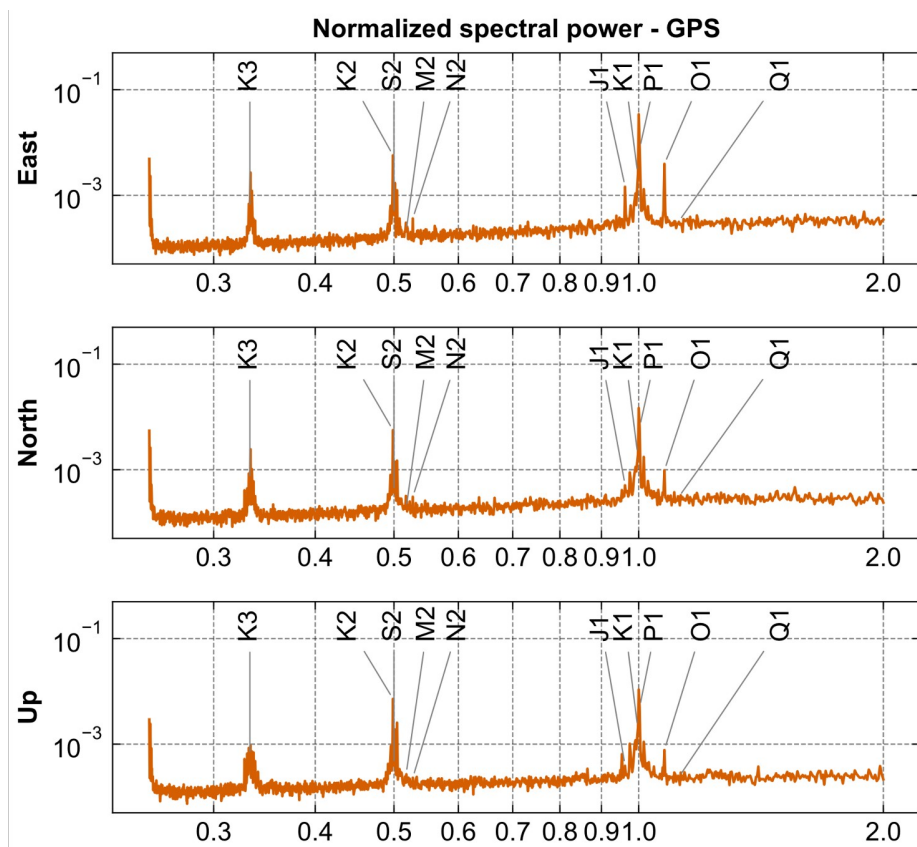 Normalized spectral power - GPS
East
10⁻¹
10⁻³
K3 K2 S2 M2 N2 J1 K1 P1 O1 Q1
0.3 0.4 0.5 0.6 0.7 0.8 0.9 1.0 2.0
North
10⁻¹
10⁻³
K3 K2 S2 M2 N2 J1 K1 P1 O1 Q1
0.3 0.4 0.5 0.6 0.7 0.8 0.9 1.0 2.0
Up
10⁻¹
10⁻³
K3 K2 S2 M2 N2 J1 K1 P1 O1 Q1
0.3 0.4 0.5 0.6 0.7 0.8 0.9 1.0 2.0